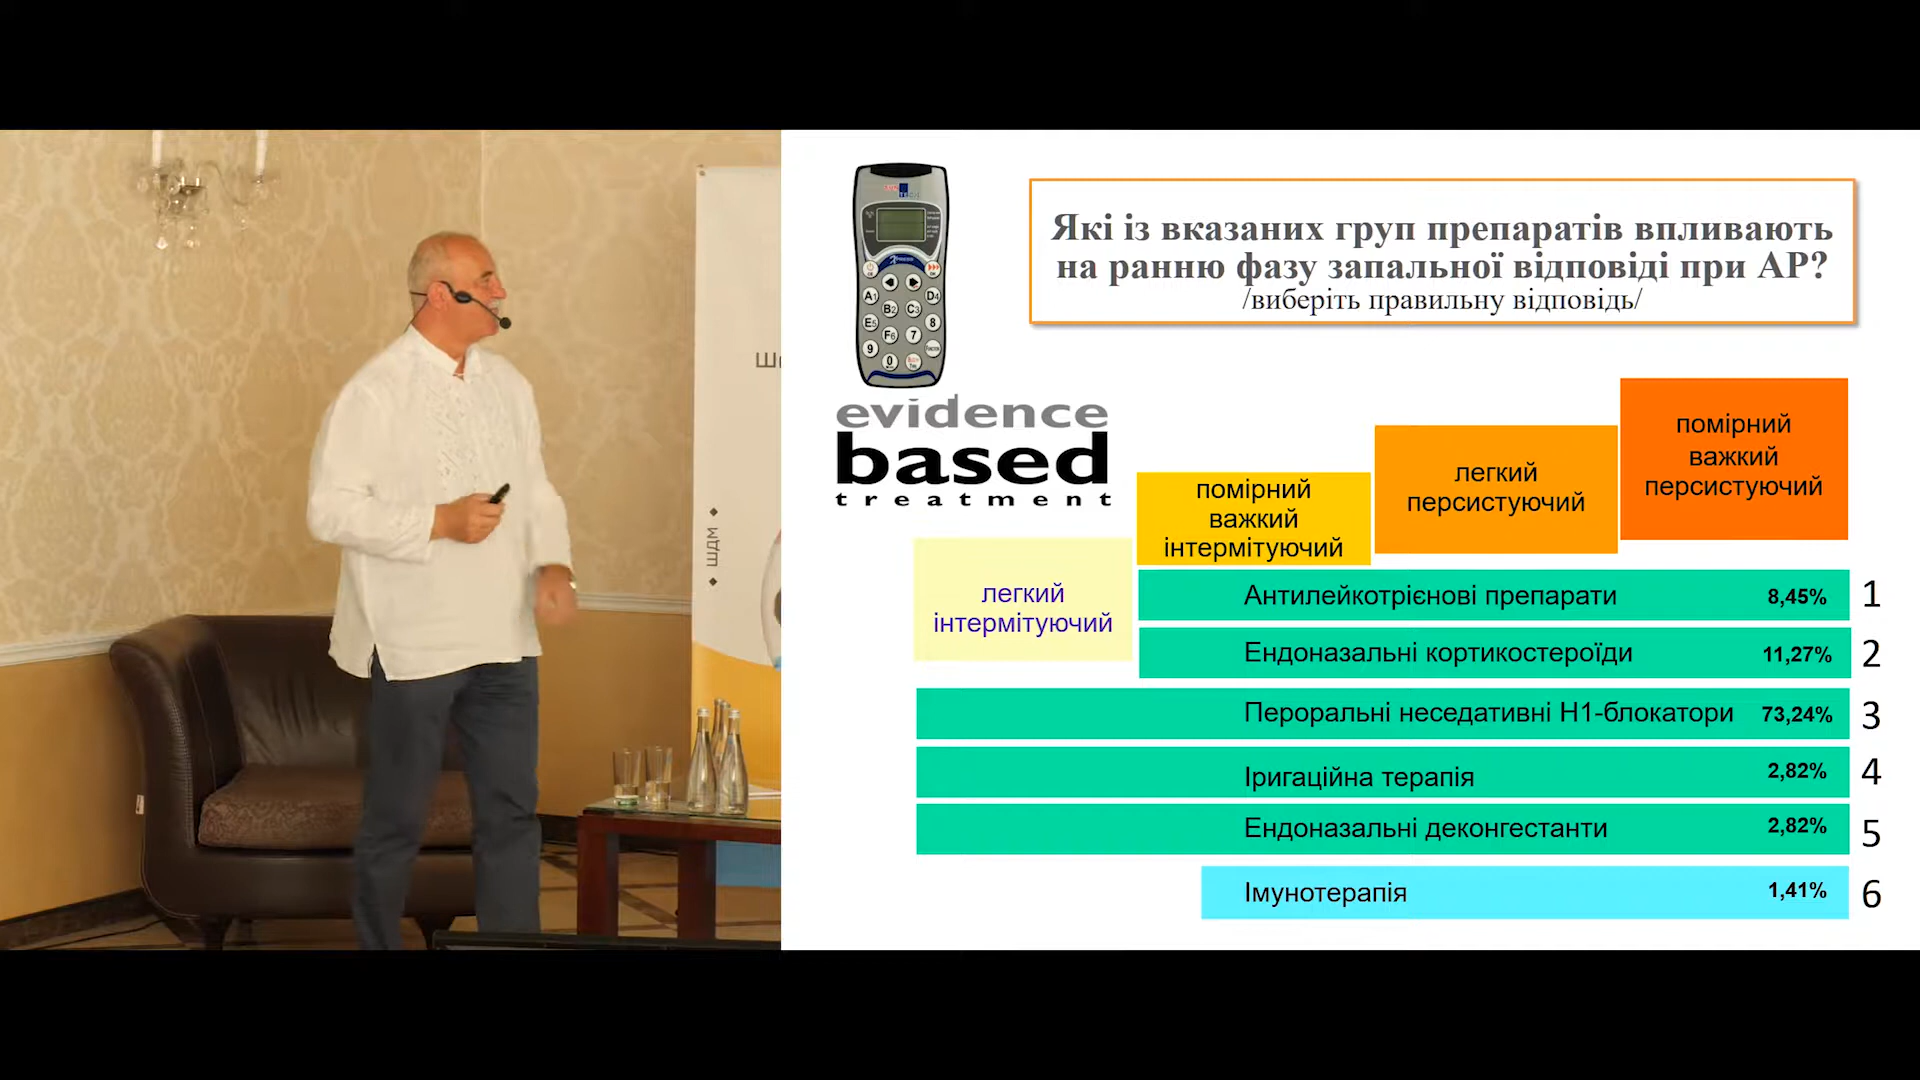 Які із вказаних груп препаратів впливають
на ранню фазу запальної відповіді при АР?
/виберіть правильну відповідь/
evidence
based
treatment
помірний
важкий
персистуючий
легкий
персистуючий
помірний
важкий
інтермітуючий
легкий
інтермітуючий
Антилейкотрієнові препарати 8,45% 1
Ендоназальні кортикостероїди 11,27% 2
Пероральні неседативні Н1-блокатори 73,24% 3
Іригаційна терапія 2,82% 4
Ендоназальні деконгестанти 2,82% 5
Імунотерапія 1,41% 6
ШДМ